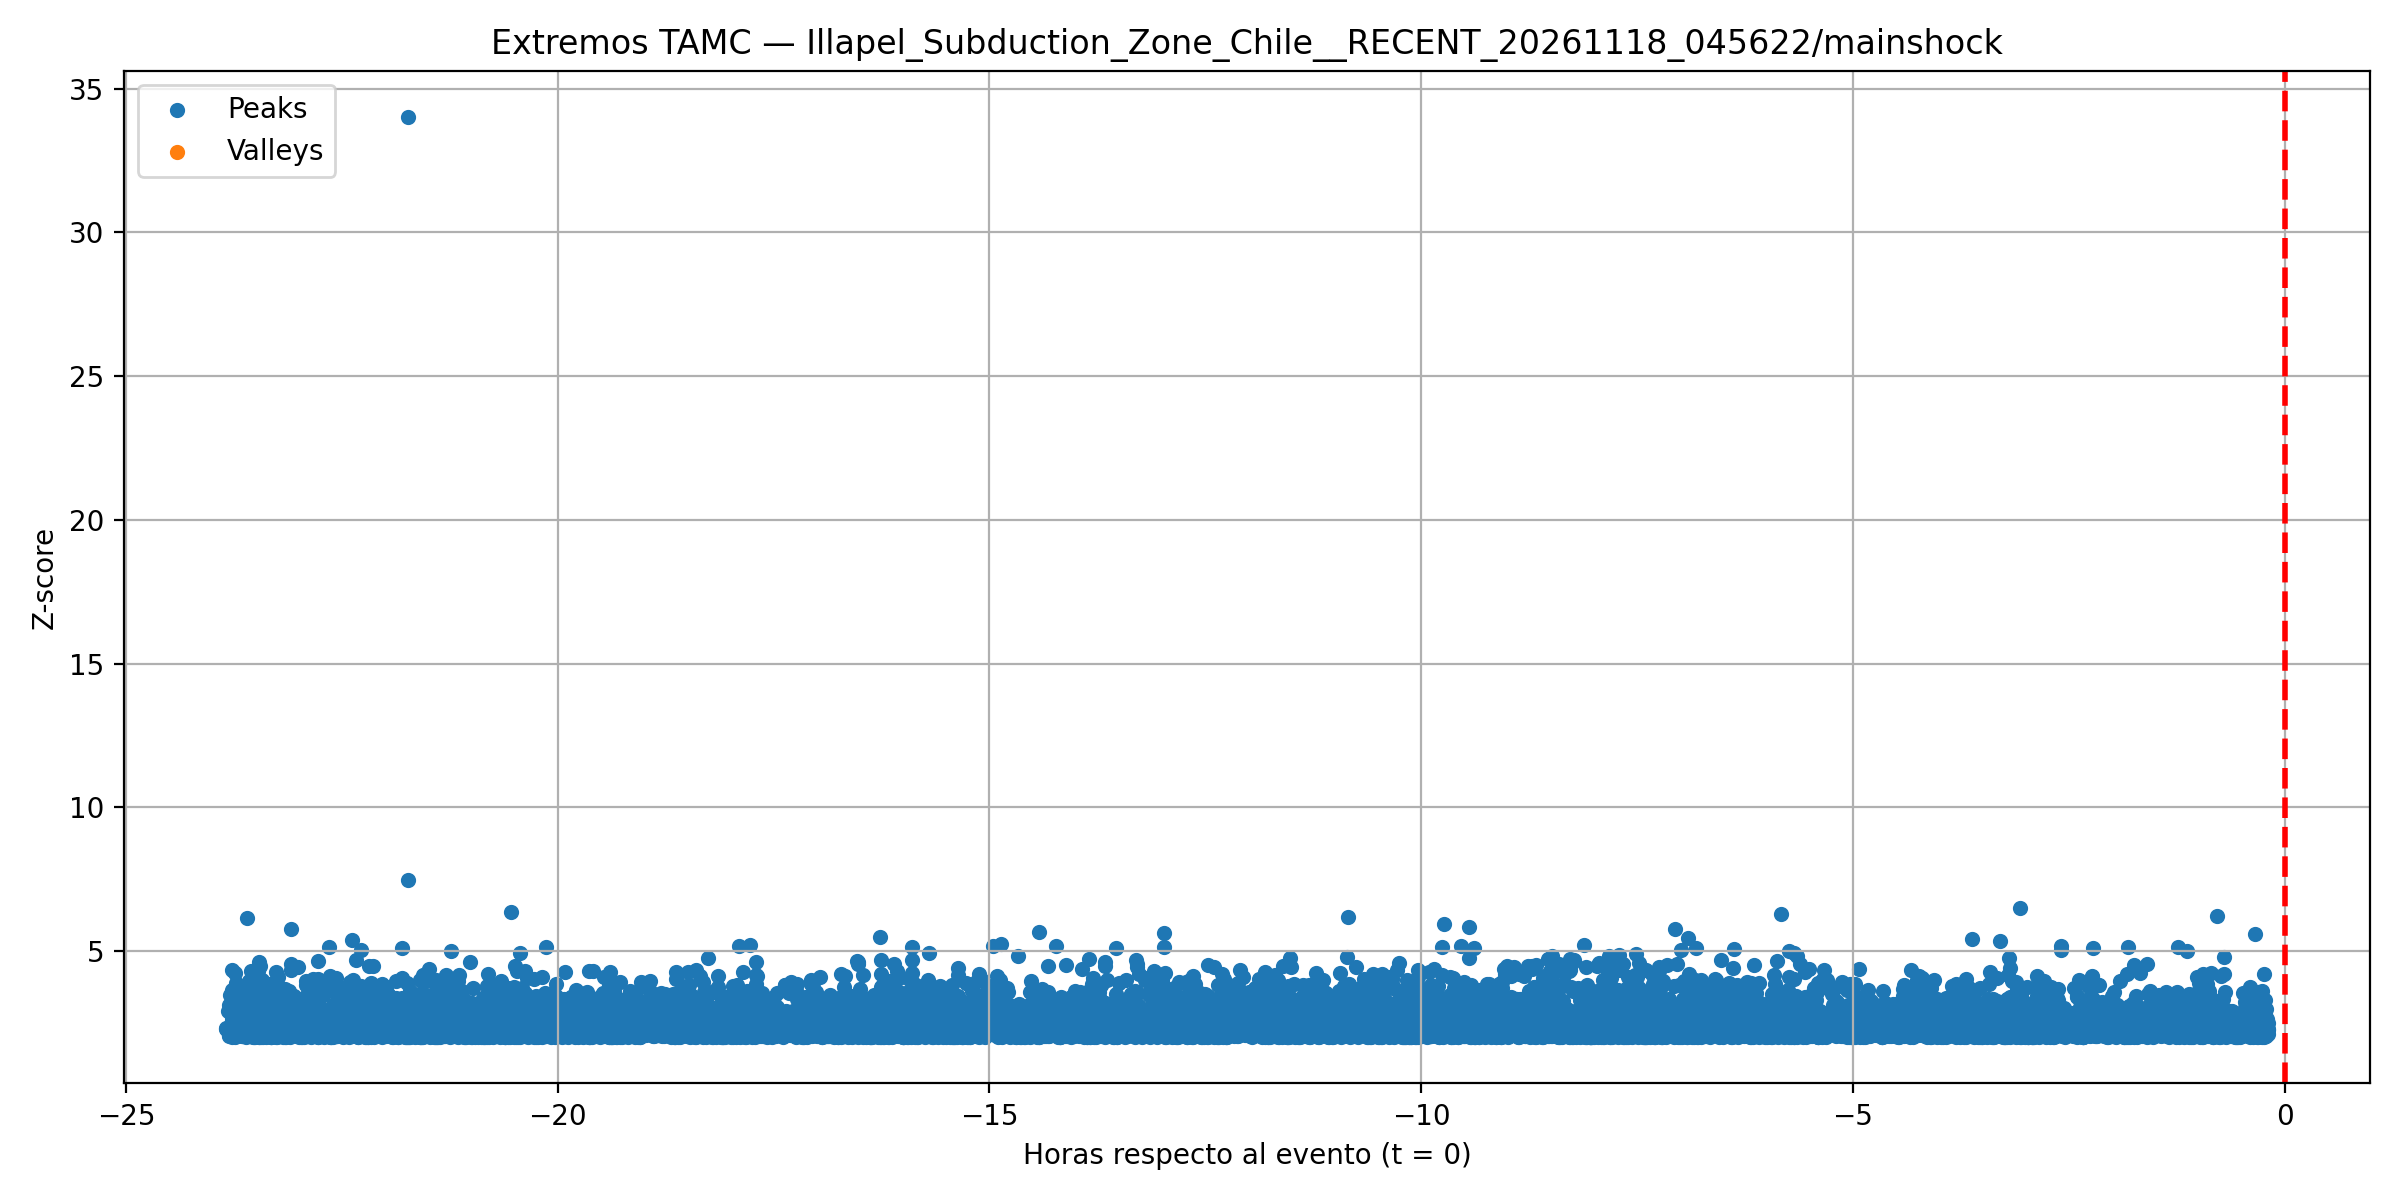 Extremos TAMC — Illapel_Subduction_Zone_Chile__RECENT_20261118_045622/mainshock
Peaks
Valleys
35
30
25
20
15
10
5
Z-score
−25
−20
−15
−10
−5
0
Horas respecto al evento (t = 0)